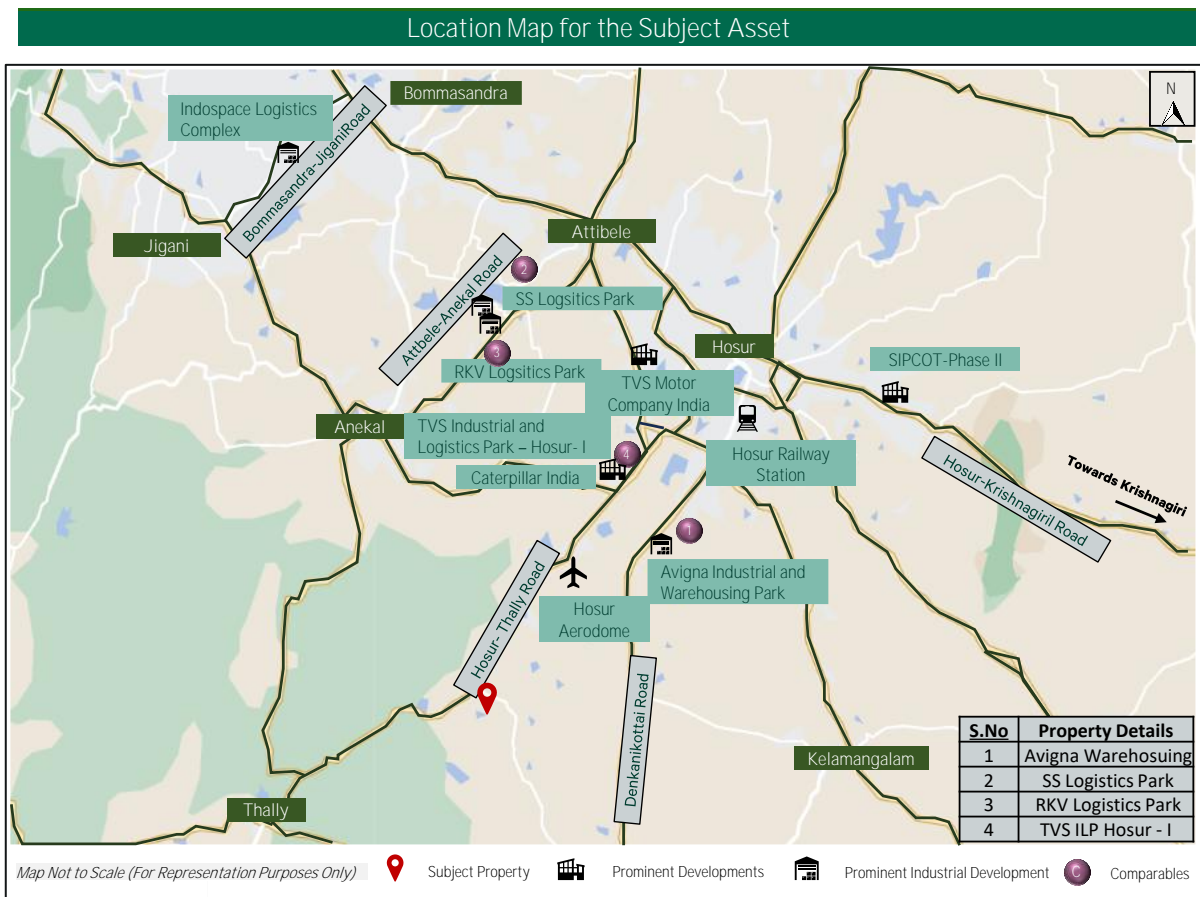 Location Map for the Subject Asset
N
Bommasandra
Indospace Logistics
Complex
Bommasandra-JiganiRoad
Jigani
Attibele
2
Attbele-Anekal Road
SS Logsitics Park
3
RKV Logsitics Park
Hosur
SIPCOT-Phase II
TVS Motor
Company India
Anekal
TVS Industrial and
Logistics Park – Hosur- I
4
Caterpillar India
Hosur Railway
Station
Hosur-Krishnagiril Road
Towards Krishnagiri
1
Avigna Industrial and
Warehousing Park
Hosur
Aerodome
Hosur- Thally Road
Denkanikottai Road
Kelamangalam
Thally
S.No Property Details
1 Avigna Warehosuing
2 SS Logistics Park
3 RKV Logistics Park
4 TVS ILP Hosur - I
Map Not to Scale (For Representation Purposes Only)
Subject Property
Prominent Developments
Prominent Industrial Development
C
Comparables